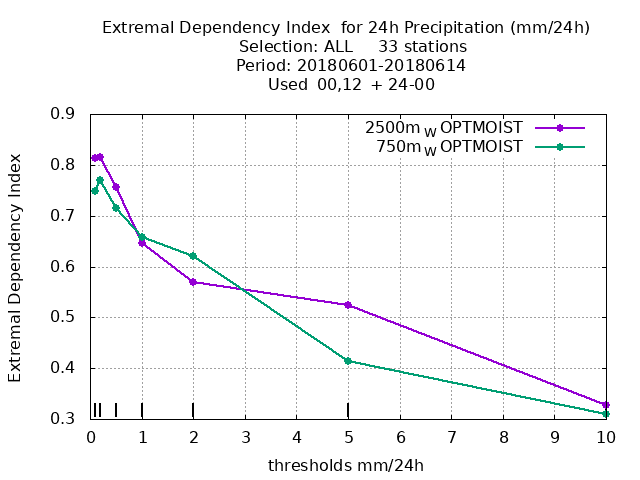 Extremal Dependency Index  for 24h Precipitation (mm/24h)
Selection: ALL     33 stations
Period: 20180601-20180614
Used  00,12  + 24-00
2500m W OPTMOIST
750m W OPTMOIST
Extremal Dependency Index
0.9
0.8
0.7
0.6
0.5
0.4
0.3
0 1 2 3 4 5 6 7 8 9 10
thresholds mm/24h